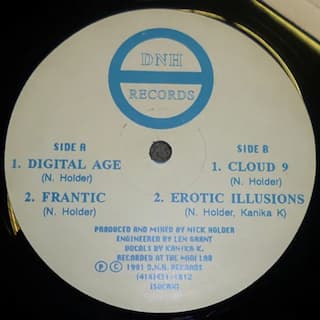 DNH
RECORDS
SIDE A
1. DIGITAL AGE
(N. Holder)
2. FRANTIC
(N. Holder)
SIDE B
1. CLOUD 9
(N. Holder)
2. EROTIC ILLUSIONS
(N. Holder, Kanika K)
PRODUCED AND MIXED BY NICK HOLDER
ENGINEERED BY LEN GRANT
VOCALS BY KANIKA K.
RECORDED AT THE MIDI LAB
℗ © 1991 D.N.H. RECORDS
(SOCAN)